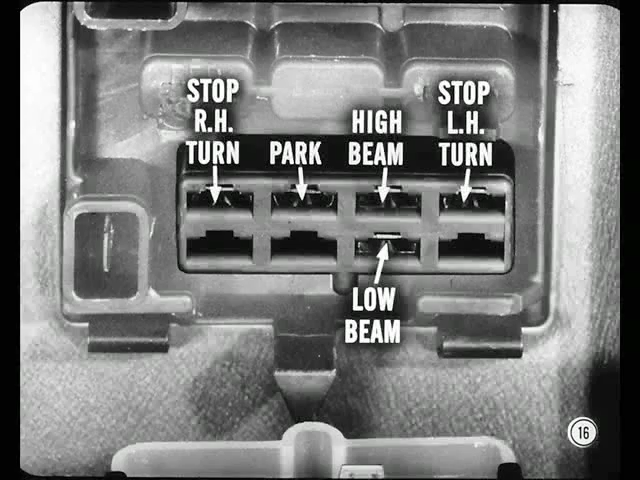 STOP
R.H.
TURN
PARK
HIGH
BEAM
STOP
L.H.
TURN
LOW
BEAM
16